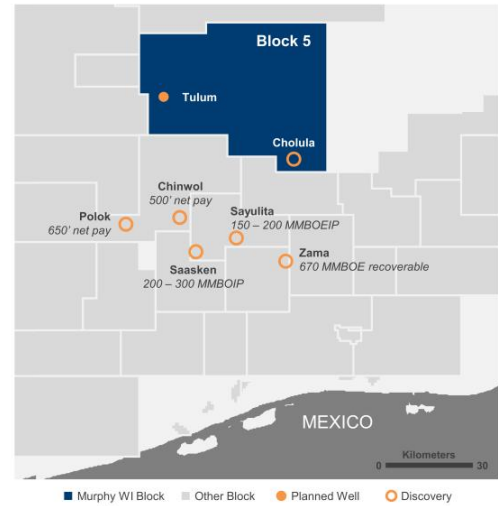 Block 5
Tulum
Cholula
Chinwol
500' net pay
Polok
650' net pay
Sayulita
150 – 200 MMBOEIP
Zama
670 MMBOE recoverable
Saasken
200 – 300 MMBOIP
MEXICO
Kilometers
0 30
Murphy WI Block Other Block Planned Well Discovery